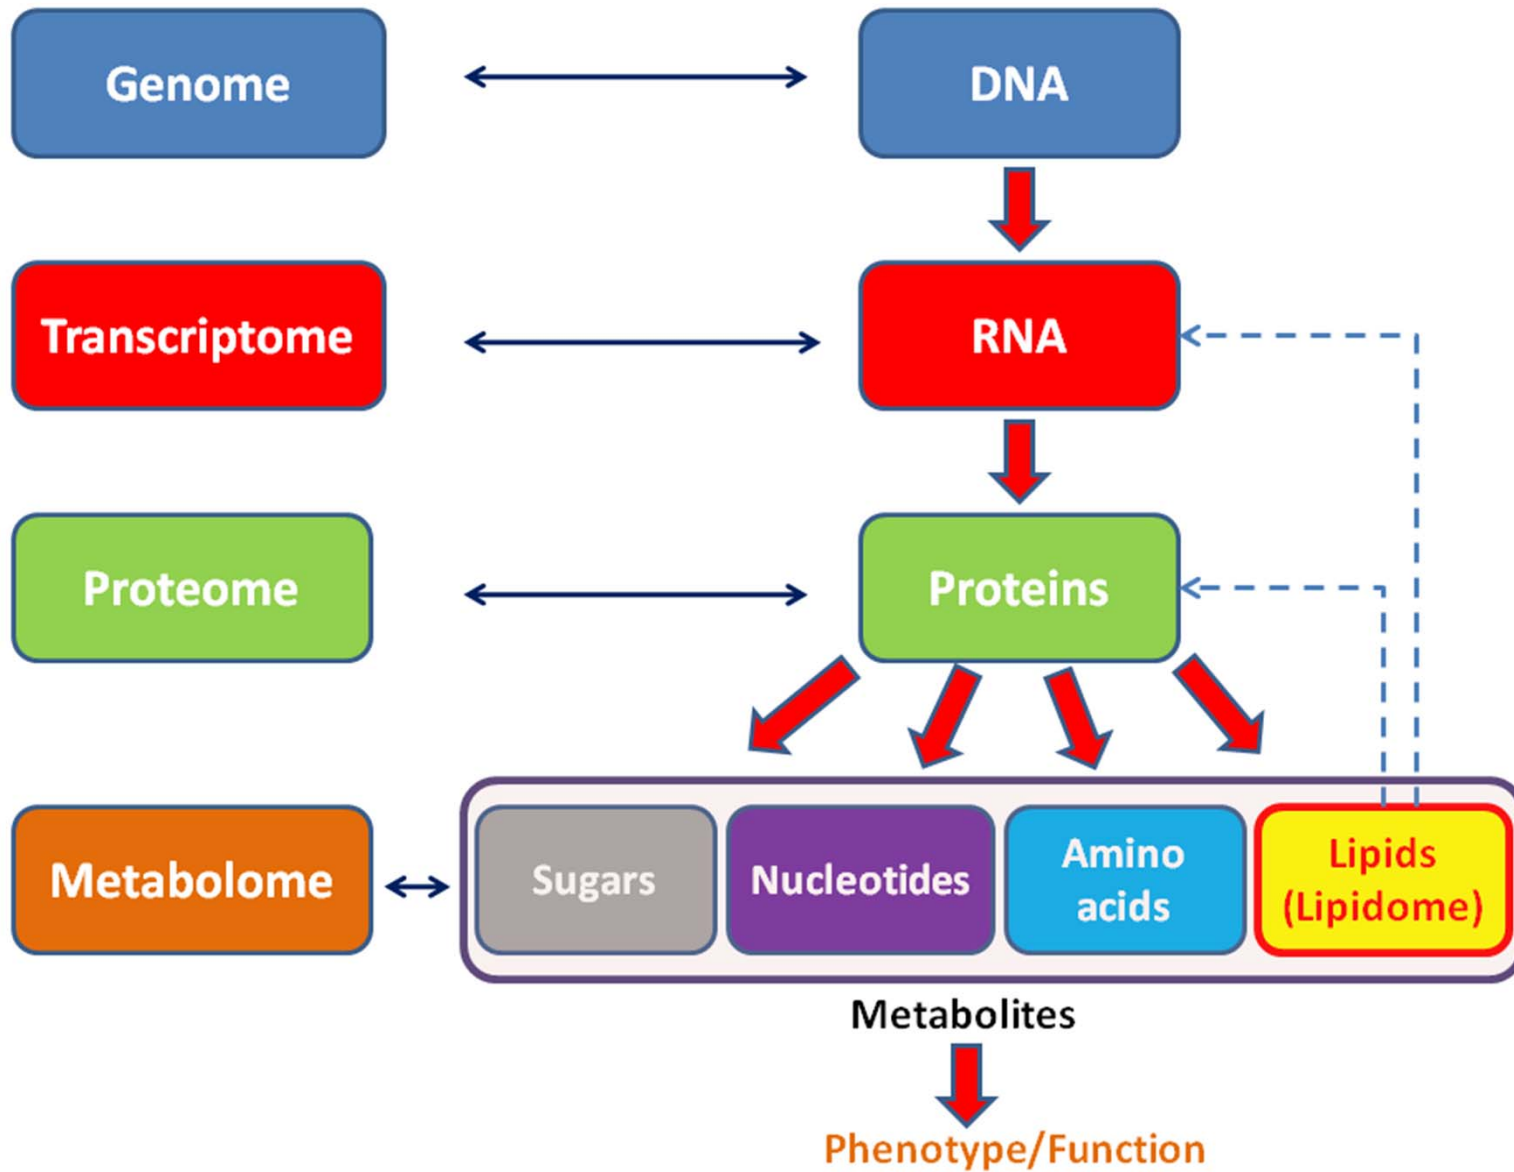 Genome
DNA
Transcriptome
RNA
Proteome
Proteins
Metabolome
Sugars
Nucleotides
Amino
acids
Lipids
(Lipidome)
Metabolites
Phenotype/Function